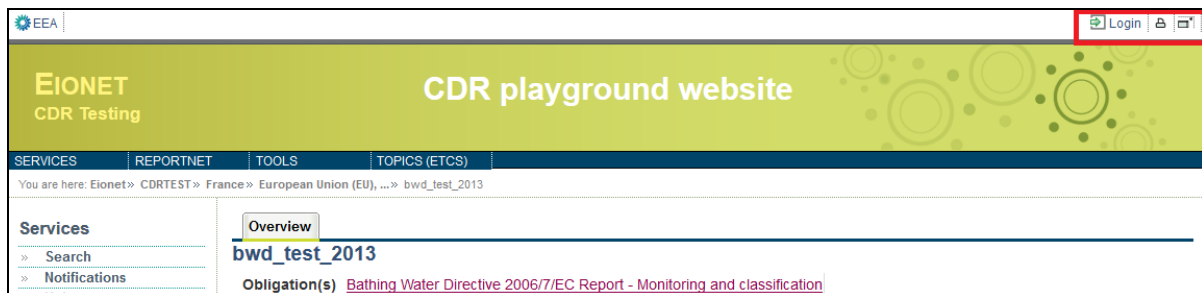 EEA
Login
EIONET
CDR Testing
CDR playground website
SERVICES REPORTNET TOOLS TOPICS (ETCS)
You are here: Eionet» CDRTEST» France» European Union (EU), ...» bwd_test_2013
Services
» Search
» Notifications
Overview
bwd_test_2013
Obligation(s) Bathing Water Directive 2006/7/EC Report - Monitoring and classification